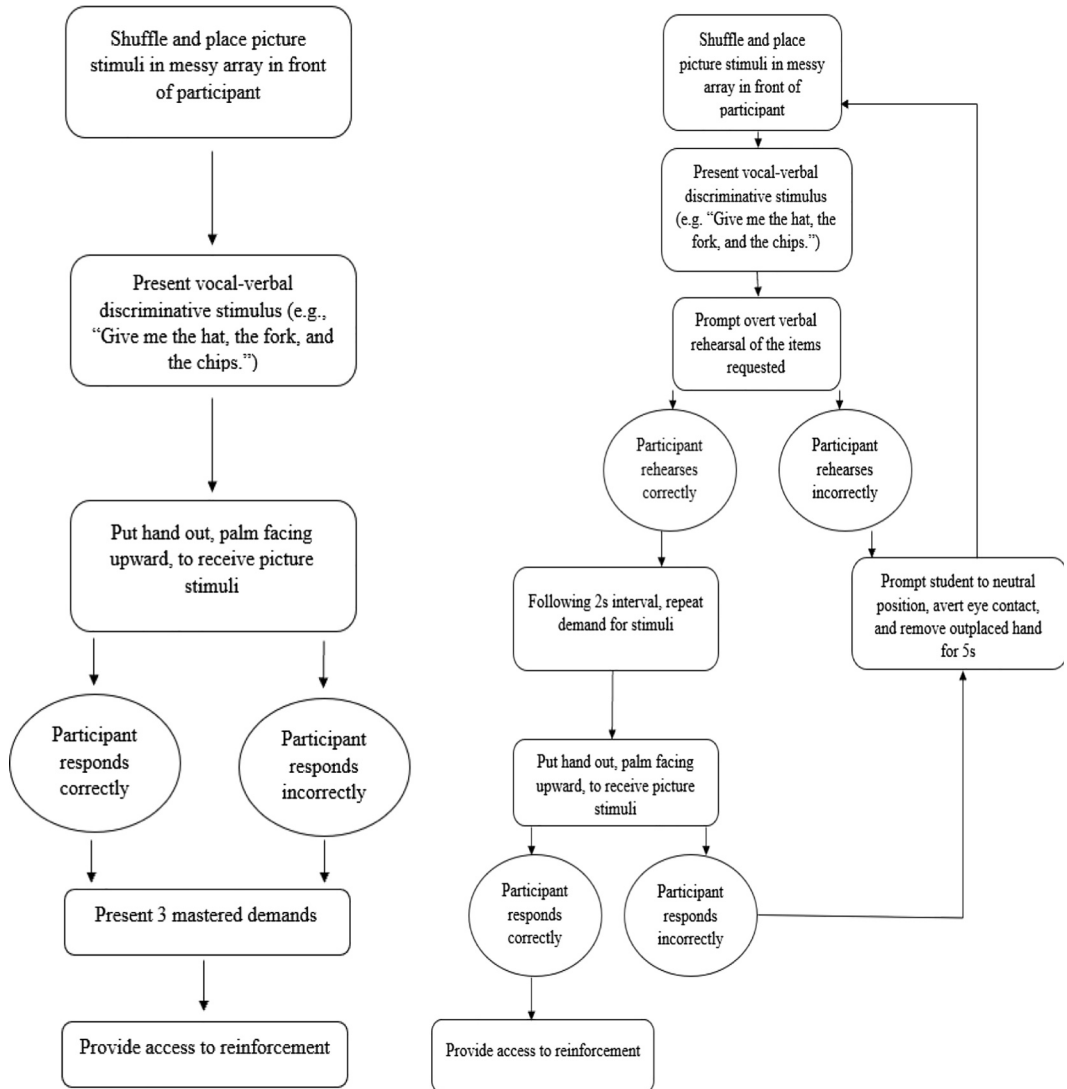 Shuffle and place picture
stimuli in messy array in front
of participant
Present vocal-verbal
discriminative stimulus (e.g.,
“Give me the hat, the fork, and
the chips.”)
Put hand out, palm facing
upward, to receive picture
stimuli
Participant
responds
correctly
Participant
responds
incorrectly
Present 3 mastered demands
Provide access to reinforcement
Shuffle and place
picture stimuli in messy
array in front of
participant
Present vocal-verbal
discriminative stimulus
(e.g. “Give me the hat, the
fork, and the chips.”)
Prompt overt verbal
rehearsal of the items
requested
Participant
rehearses
correctly
Participant
rehearses
incorrectly
Following 2s interval, repeat
demand for stimuli
Prompt student to neutral
position, avert eye contact,
and remove outplaced hand
for 5s
Put hand out, palm facing
upward, to receive picture
stimuli
Participant
responds
correctly
Participant
responds
incorrectly
Provide access to reinforcement